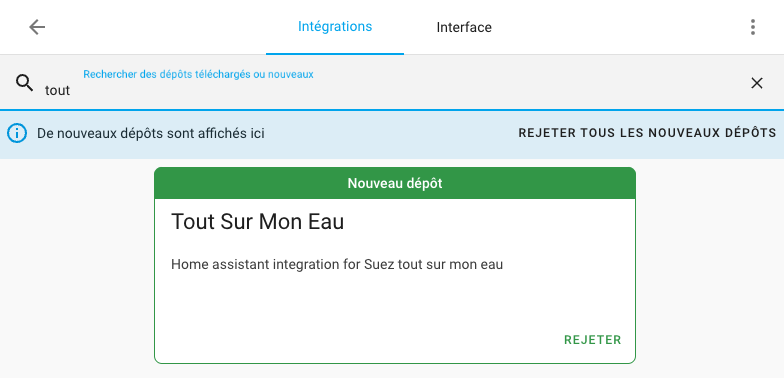 Intégrations
Interface
Rechercher des dépôts téléchargés ou nouveaux
tout
De nouveaux dépôts sont affichés ici
REJETER TOUS LES NOUVEAUX DÉPÔTS
Nouveau dépôt
Tout Sur Mon Eau
Home assistant integration for Suez tout sur mon eau
REJETER